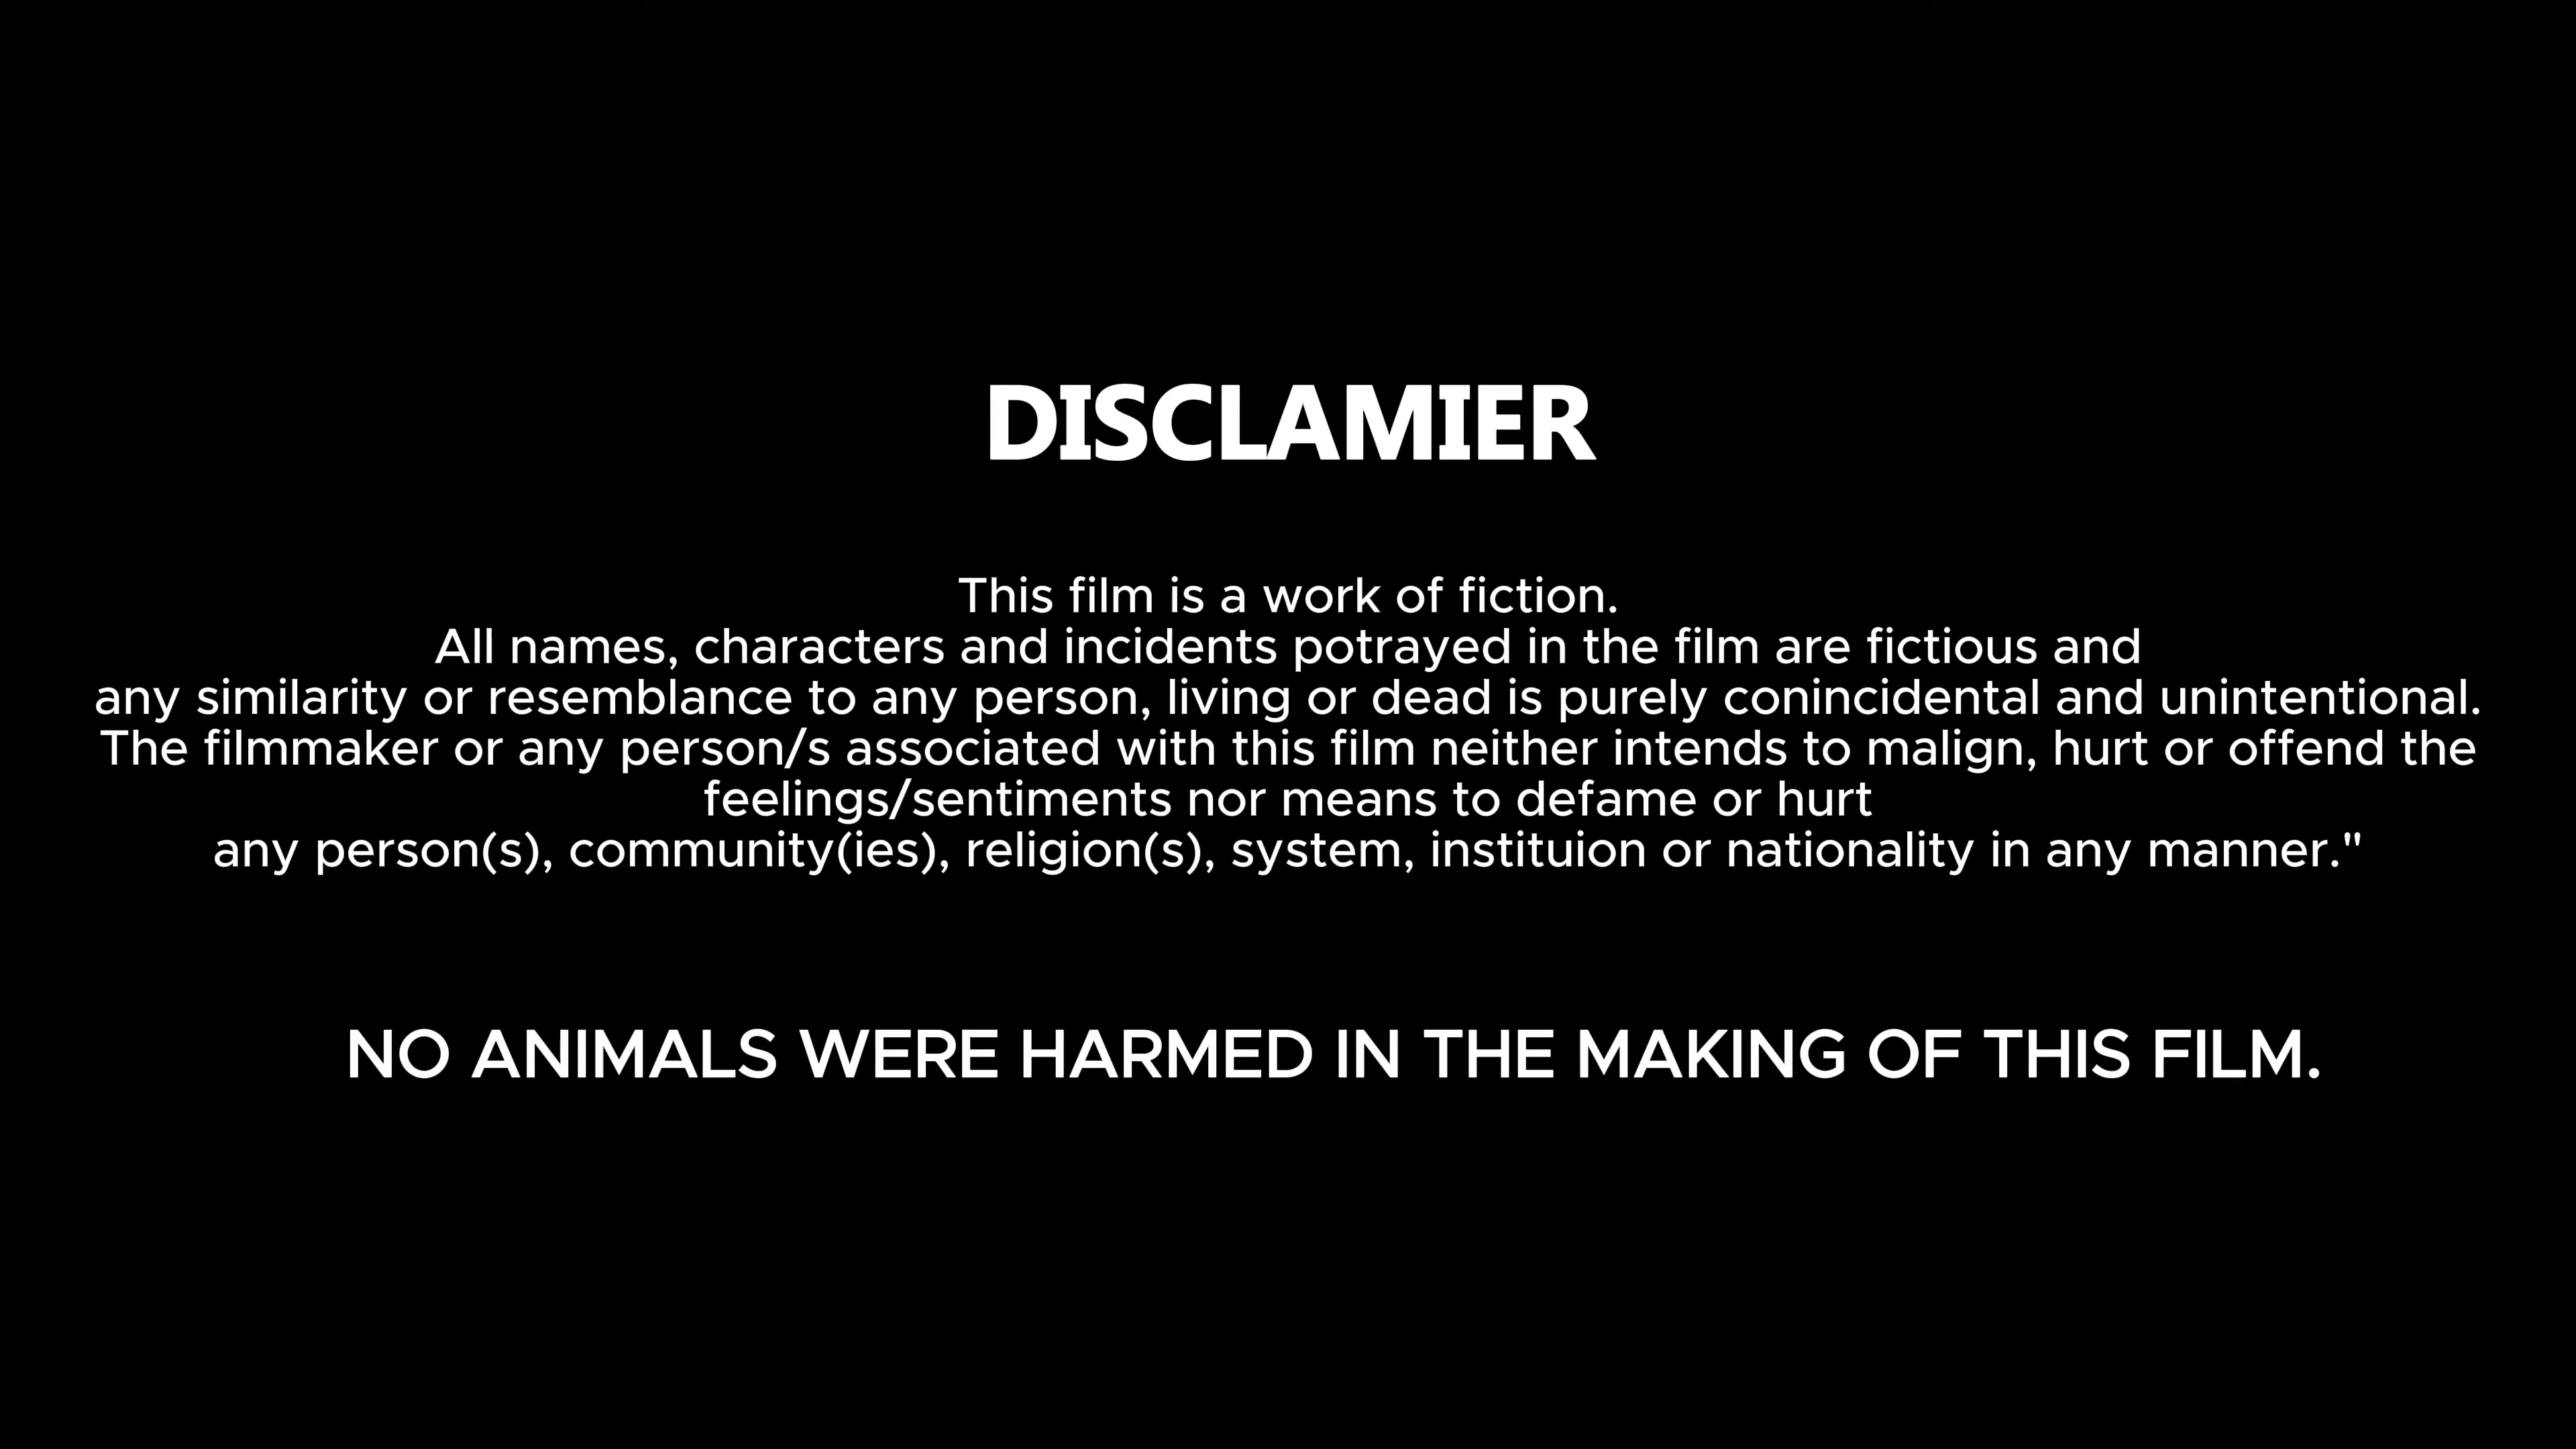 DISCLAMIER
This film is a work of fiction.
All names, characters and incidents potrayed in the film are fictious and
any similarity or resemblance to any person, living or dead is purely conincidental and unintentional.
The filmmaker or any person/s associated with this film neither intends to malign, hurt or offend the
feelings/sentiments nor means to defame or hurt
any person(s), community(ies), religion(s), system, instituion or nationality in any manner."
NO ANIMALS WERE HARMED IN THE MAKING OF THIS FILM.